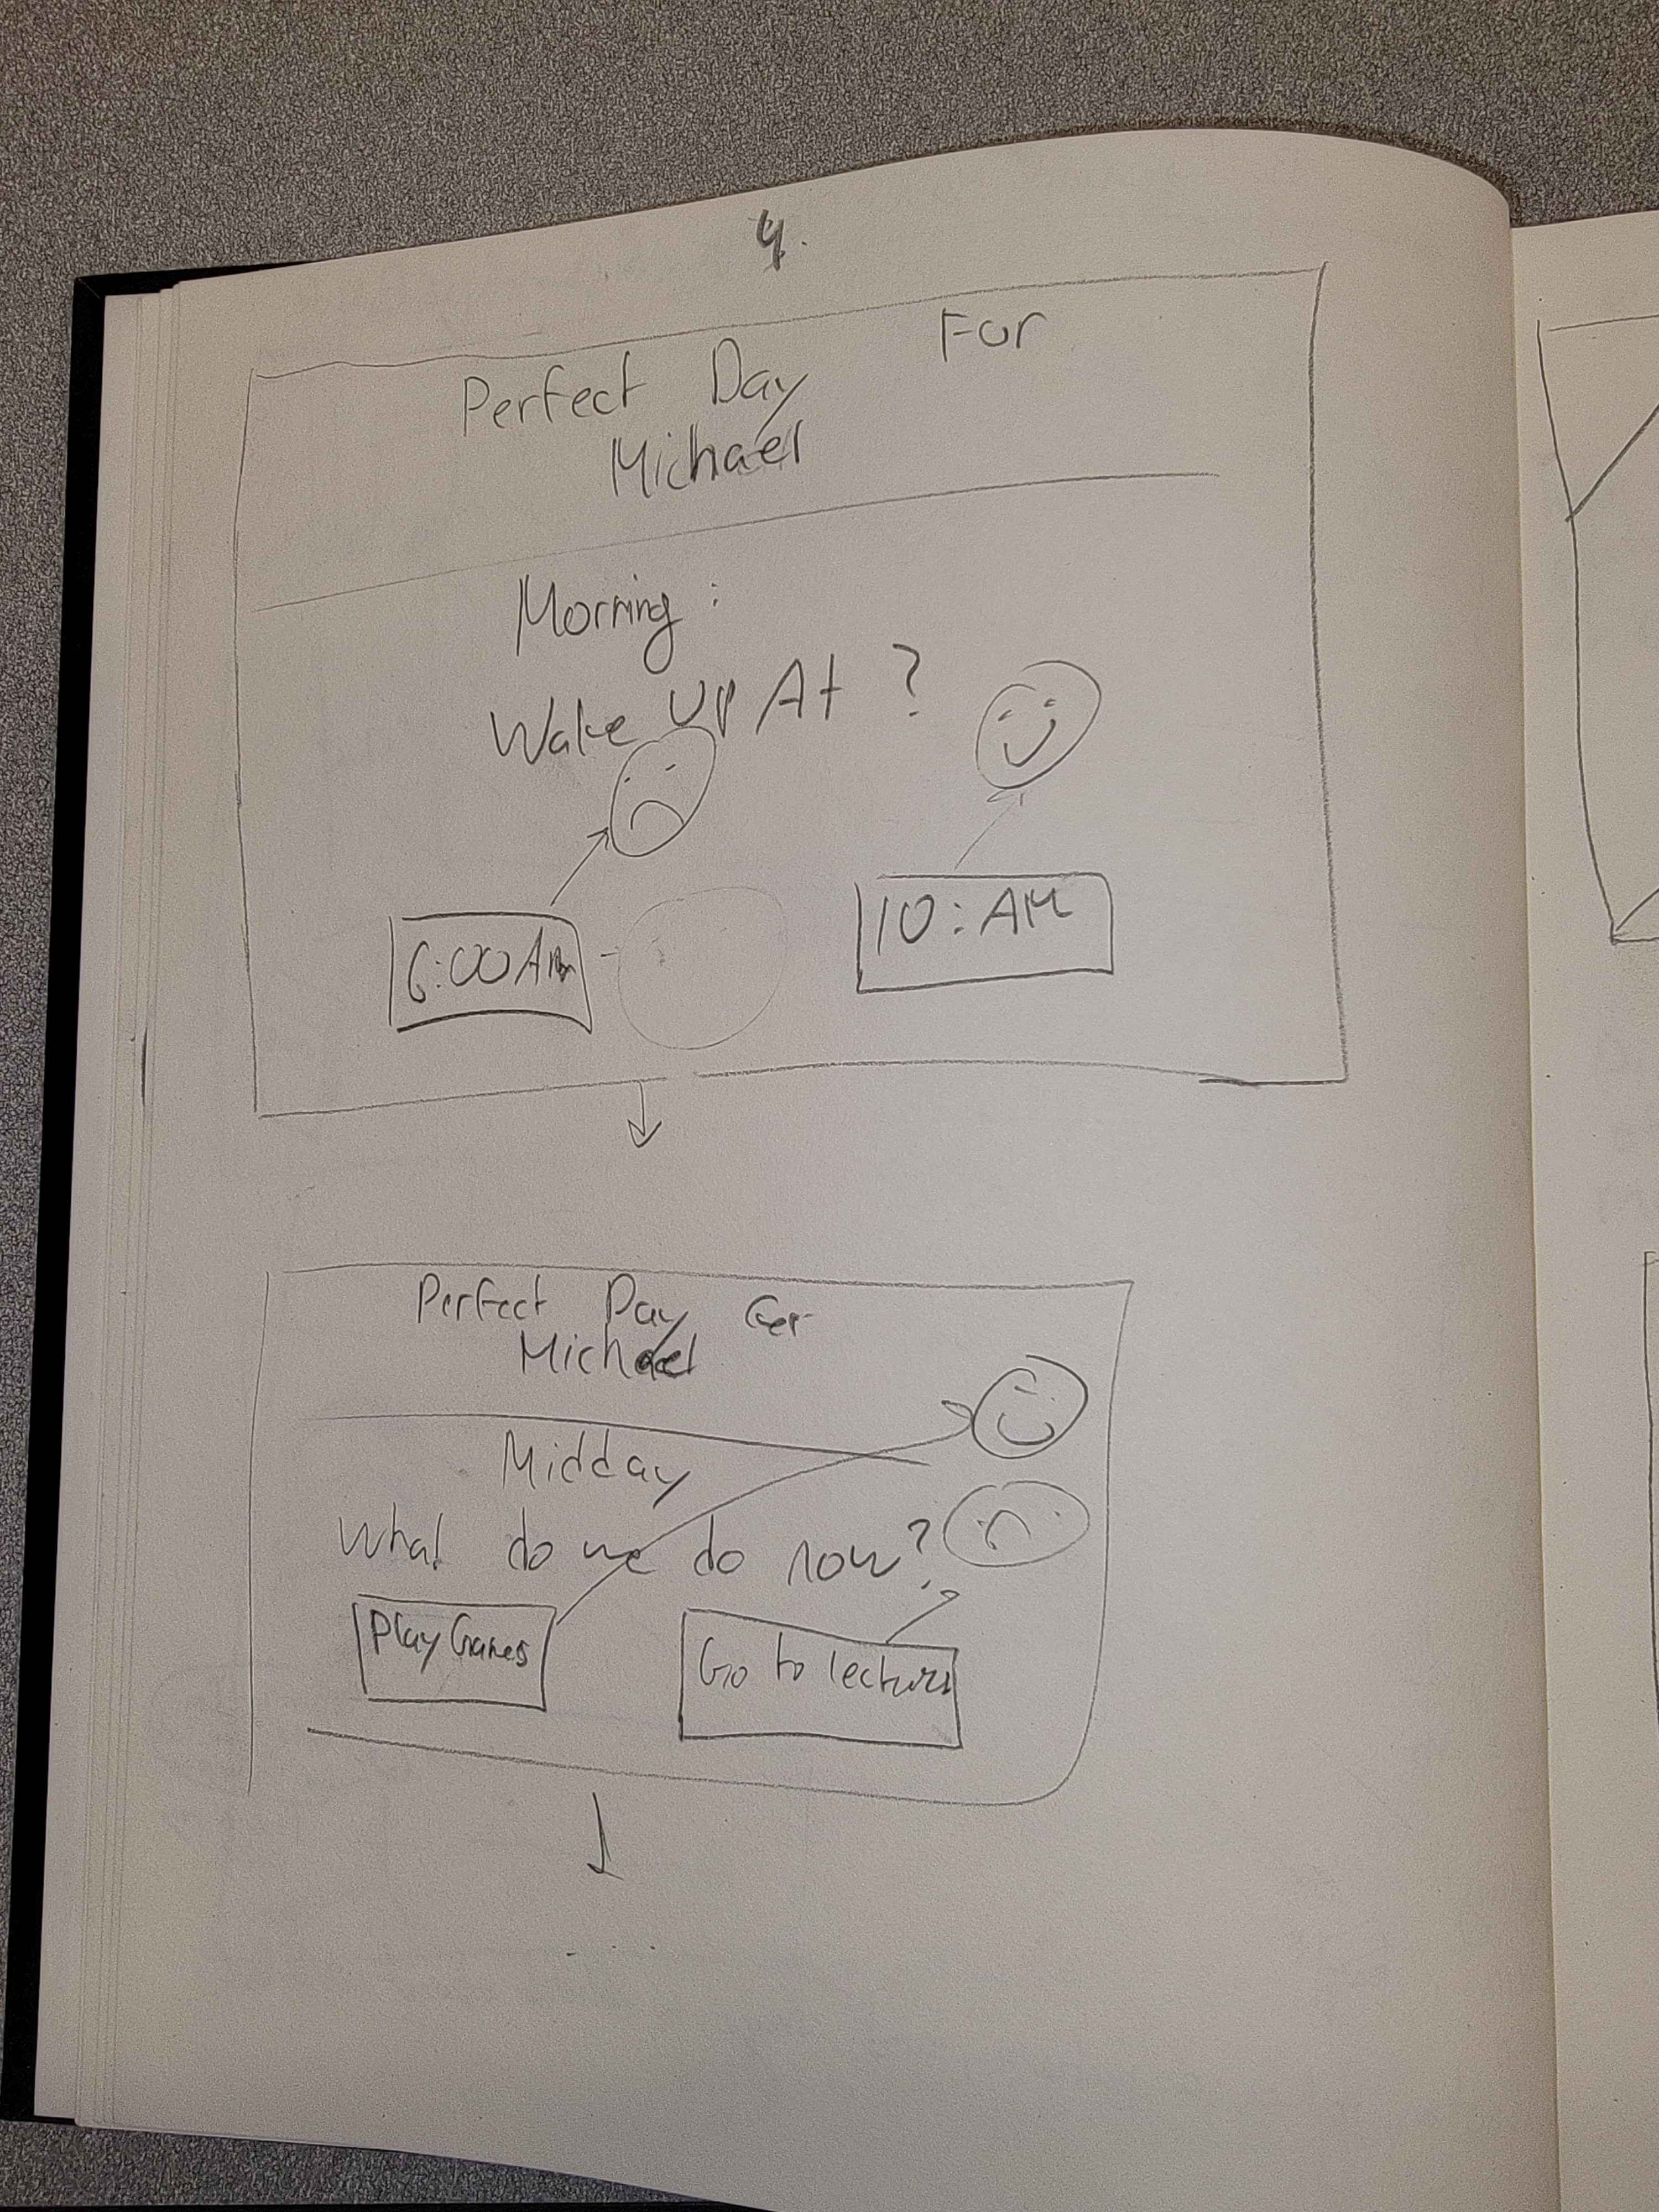 4.
Perfect Day For
Michael
Morning :
Wake Up At ?
6:00 AM
10 : AM
Perfect Day For
Michael
Midday
What do we do now?
Play Games
Go to lectures